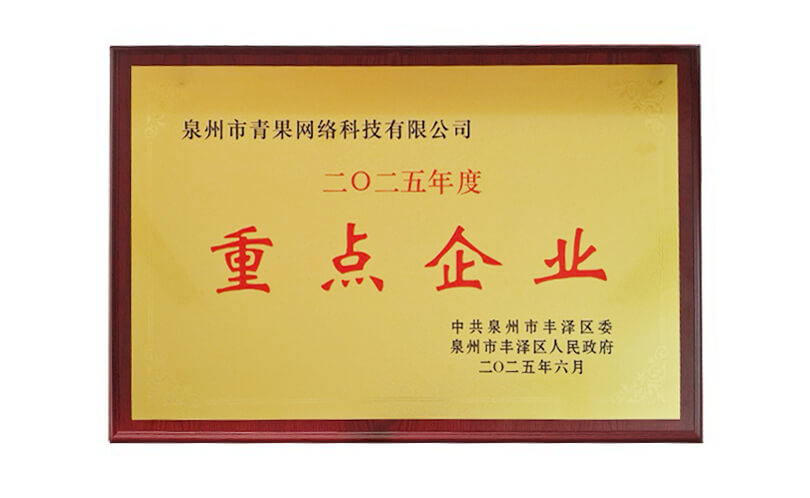 泉州市青果网络科技有限公司
二〇二五年度
重点企业
中共泉州市丰泽区委
泉州市丰泽区人民政府
二〇二五年六月